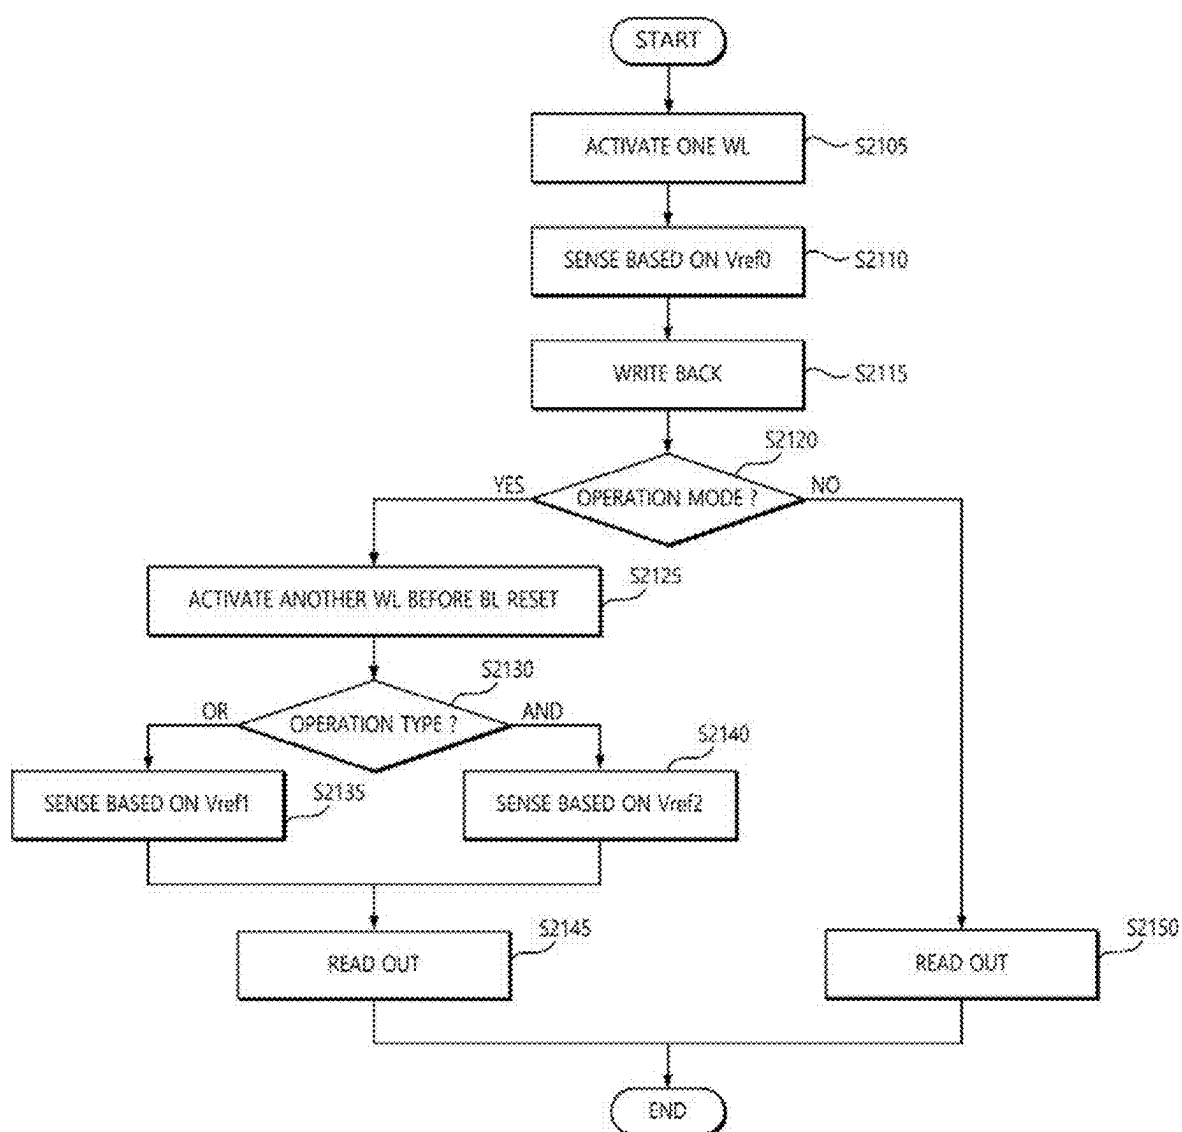 START
ACTIVATE ONE WL
S2105
SENSE BASED ON Vref0
S2110
WRITE BACK
S2115
S2120
YES
OPERATION MODE ?
NO
S2125
ACTIVATE ANOTHER WL BEFORE BL RESET
S2130
OR
OPERATION TYPE ?
AND
S2140
SENSE BASED ON Vref1
S2135
SENSE BASED ON Vref2
S2145
S2150
READ OUT
READ OUT
END